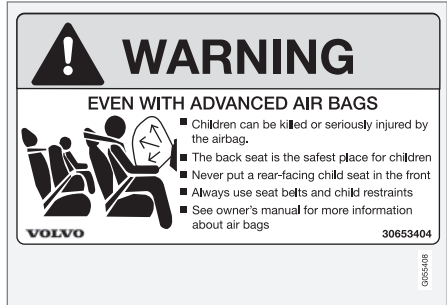 WARNING
EVEN WITH ADVANCED AIR BAGS
■ Children can be killed or seriously injured by
the airbag.
■ The back seat is the safest place for children
■ Never put a rear-facing child seat in the front
■ Always use seat belts and child restraints
■ See owner's manual for more information
about air bags
VOLVO
30653404
G055408